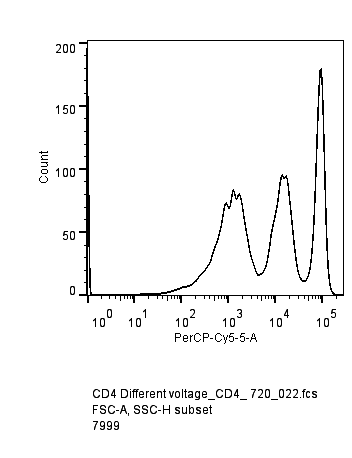 200
150
100
50
0
Count
10^0 10^1 10^2 10^3 10^4 10^5
PerCP-Cy5-5-A
CD4 Different voltage_CD4_ 720_022.fcs
FSC-A, SSC-H subset
7999